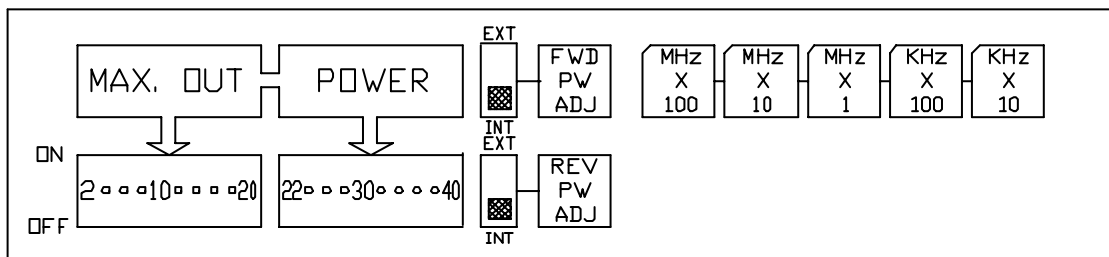 EXT
MAX. OUT
POWER
INT
FWD
PW
ADJ
MHz
X
100
MHz
X
10
MHz
X
1
KHz
X
100
KHz
X
10
ON
OFF
2 10 20
22 30 40
EXT
INT
REV
PW
ADJ